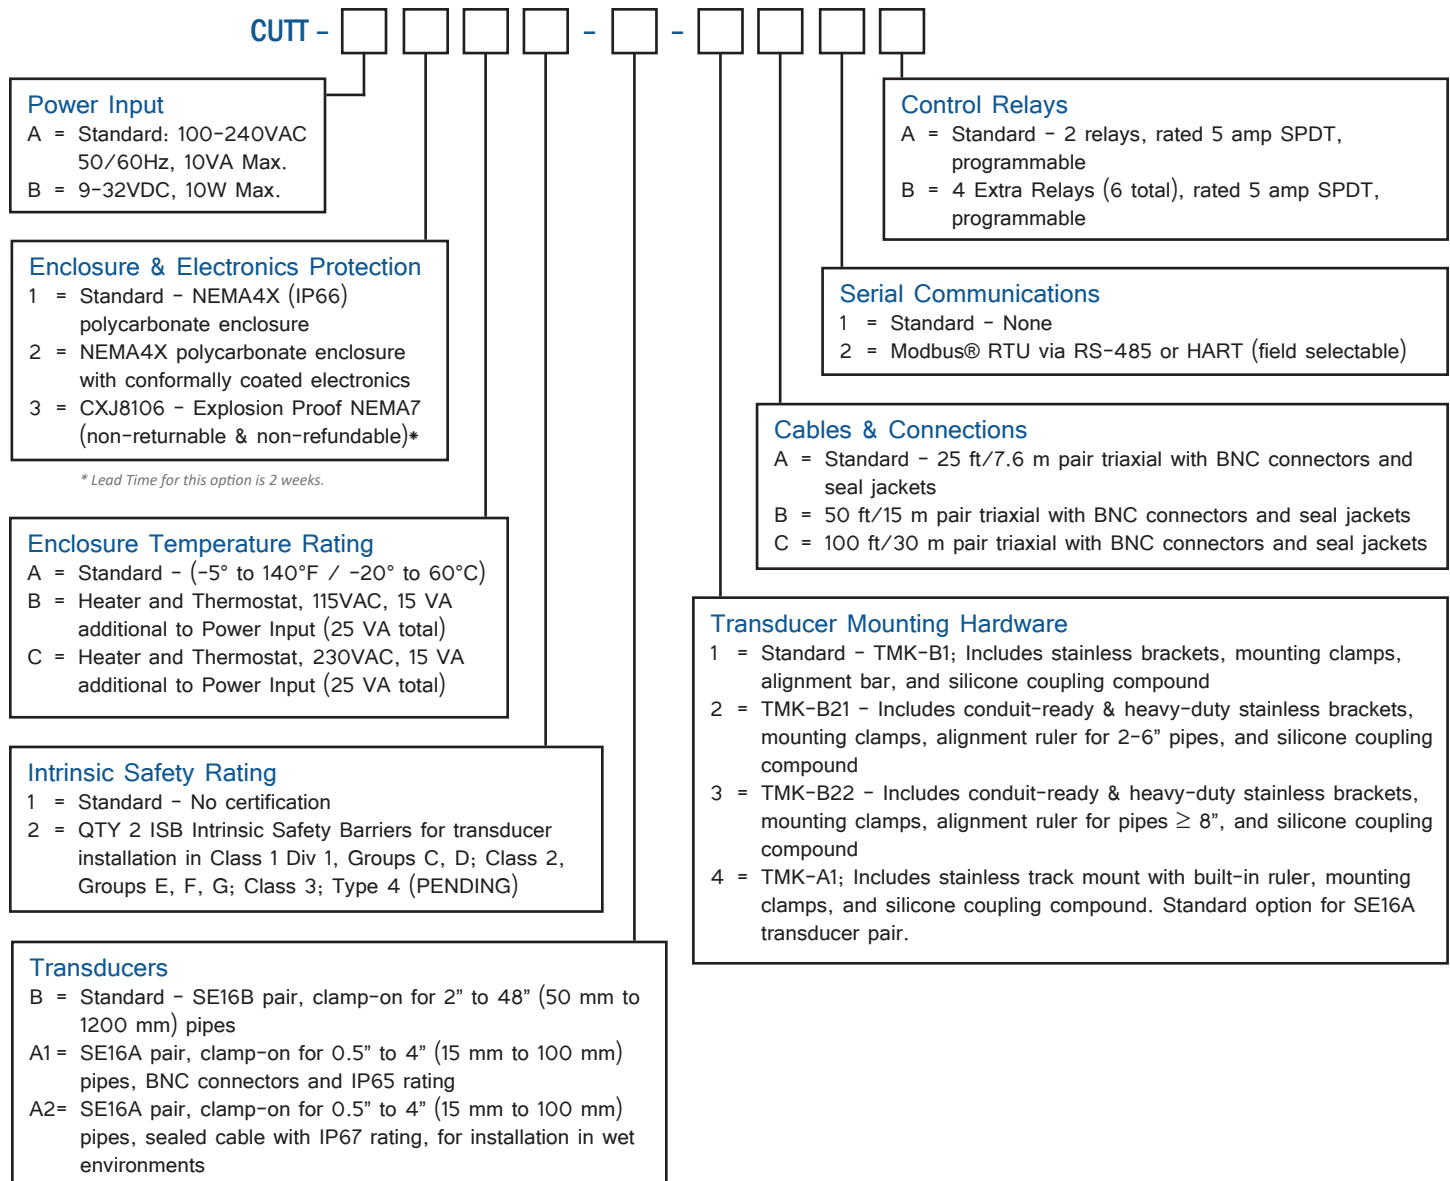 CUTT - - -
Power Input
A = Standard: 100-240VAC
50/60Hz, 10VA Max.
B = 9-32VDC, 10W Max.
Enclosure & Electronics Protection
1 = Standard - NEMA4X (IP66)
polycarbonate enclosure
2 = NEMA4X polycarbonate enclosure
with conformally coated electronics
3 = CXJ8106 - Explosion Proof NEMA7
(non-returnable & non-refundable)*
* Lead Time for this option is 2 weeks.
Enclosure Temperature Rating
A = Standard - (-5° to 140°F / -20° to 60°C)
B = Heater and Thermostat, 115VAC, 15 VA
additional to Power Input (25 VA total)
C = Heater and Thermostat, 230VAC, 15 VA
additional to Power Input (25 VA total)
Intrinsic Safety Rating
1 = Standard - No certification
2 = QTY 2 ISB Intrinsic Safety Barriers for transducer
installation in Class 1 Div 1, Groups C, D; Class 2,
Groups E, F, G; Class 3; Type 4 (PENDING)
Transducers
B = Standard - SE16B pair, clamp-on for 2" to 48" (50 mm to
1200 mm) pipes
A1 = SE16A pair, clamp-on for 0.5" to 4" (15 mm to 100 mm)
pipes, BNC connectors and IP65 rating
A2= SE16A pair, clamp-on for 0.5" to 4" (15 mm to 100 mm)
pipes, sealed cable with IP67 rating, for installation in wet
environments
Control Relays
A = Standard - 2 relays, rated 5 amp SPDT,
programmable
B = 4 Extra Relays (6 total), rated 5 amp SPDT,
programmable
Serial Communications
1 = Standard - None
2 = Modbus® RTU via RS-485 or HART (field selectable)
Cables & Connections
A = Standard - 25 ft/7.6 m pair triaxial with BNC connectors and
seal jackets
B = 50 ft/15 m pair triaxial with BNC connectors and seal jackets
C = 100 ft/30 m pair triaxial with BNC connectors and seal jackets
Transducer Mounting Hardware
1 = Standard - TMK-B1; Includes stainless brackets, mounting clamps,
alignment bar, and silicone coupling compound
2 = TMK-B21 - Includes conduit-ready & heavy-duty stainless brackets,
mounting clamps, alignment ruler for 2-6" pipes, and silicone coupling
compound
3 = TMK-B22 - Includes conduit-ready & heavy-duty stainless brackets,
mounting clamps, alignment ruler for pipes ≥ 8", and silicone coupling
compound
4 = TMK-A1; Includes stainless track mount with built-in ruler, mounting
clamps, and silicone coupling compound. Standard option for SE16A
transducer pair.